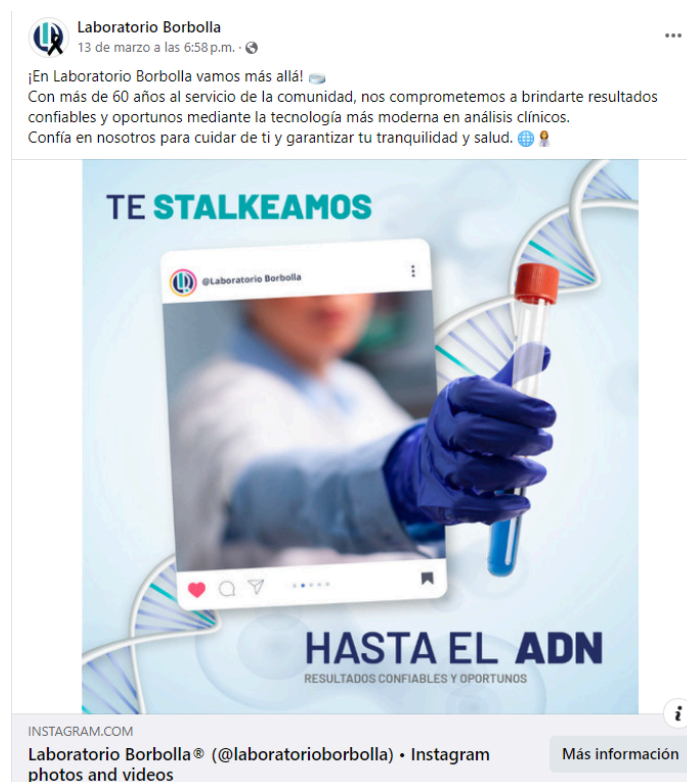 Laboratorio Borbolla
13 de marzo a las 6:58 p.m. ·
¡En Laboratorio Borbolla vamos más allá!
Con más de 60 años al servicio de la comunidad, nos comprometemos a brindarte resultados
confiables y oportunos mediante la tecnología más moderna en análisis clínicos.
Confía en nosotros para cuidar de ti y garantizar tu tranquilidad y salud.
TE STALKEAMOS
@Laboratorio Borbolla
HASTA EL ADN
RESULTADOS CONFIABLES Y OPORTUNOS
INSTAGRAM.COM
Laboratorio Borbolla® (@laboratorioborbolla) • Instagram
photos and videos
Más información